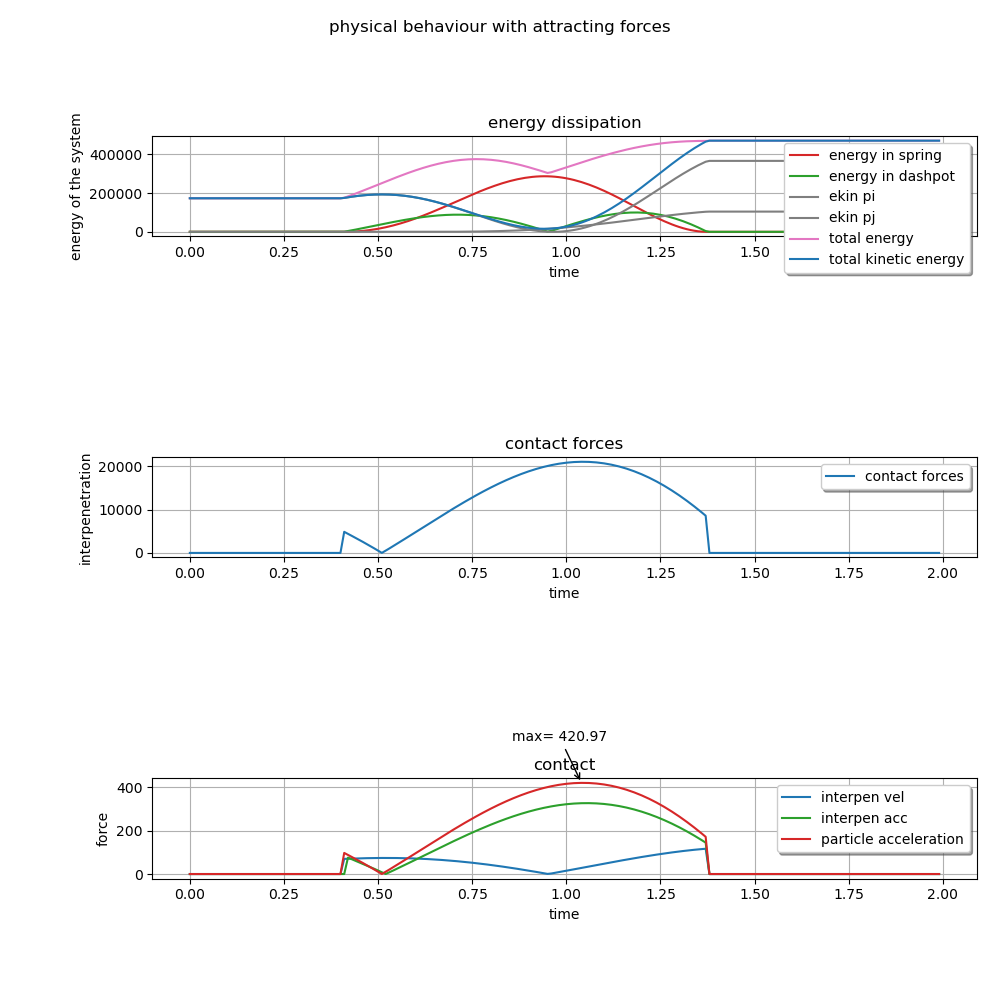 physical behaviour with attracting forces
energy dissipation
energy of the system
400000
200000
0
energy in spring
energy in dashpot
ekin pi
ekin pj
total energy
total kinetic energy
0.00 0.25 0.50 0.75 1.00 1.25 1.50
time
contact forces
interpenetration
20000
10000
0
contact forces
0.00 0.25 0.50 0.75 1.00 1.25 1.50 1.75 2.00
time
max= 420.97
contact
force
400
200
0
interpen vel
interpen acc
particle acceleration
0.00 0.25 0.50 0.75 1.00 1.25 1.50 1.75 2.00
time